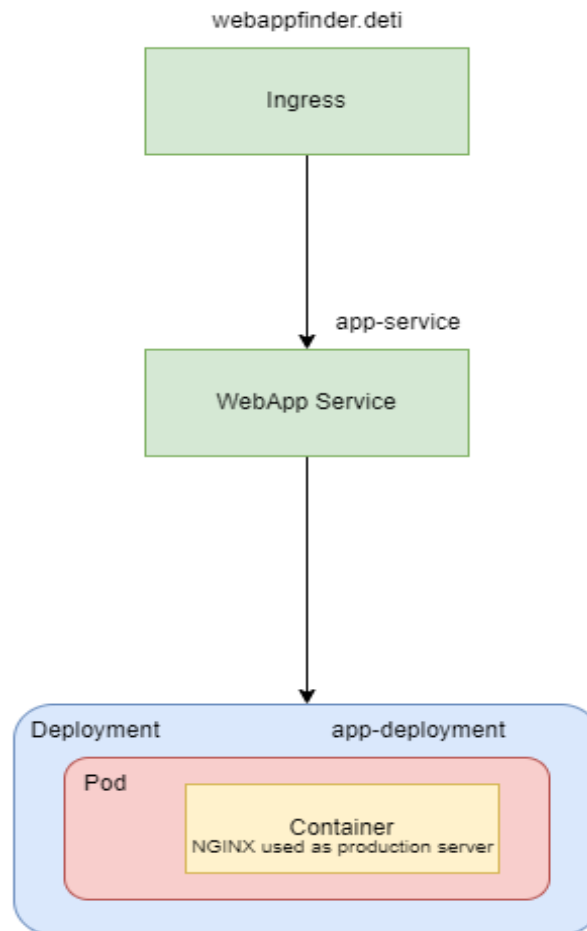 webappfinder.deti
Ingress
app-service
WebApp Service
Deployment
app-deployment
Pod
Container
NGINX used as production server